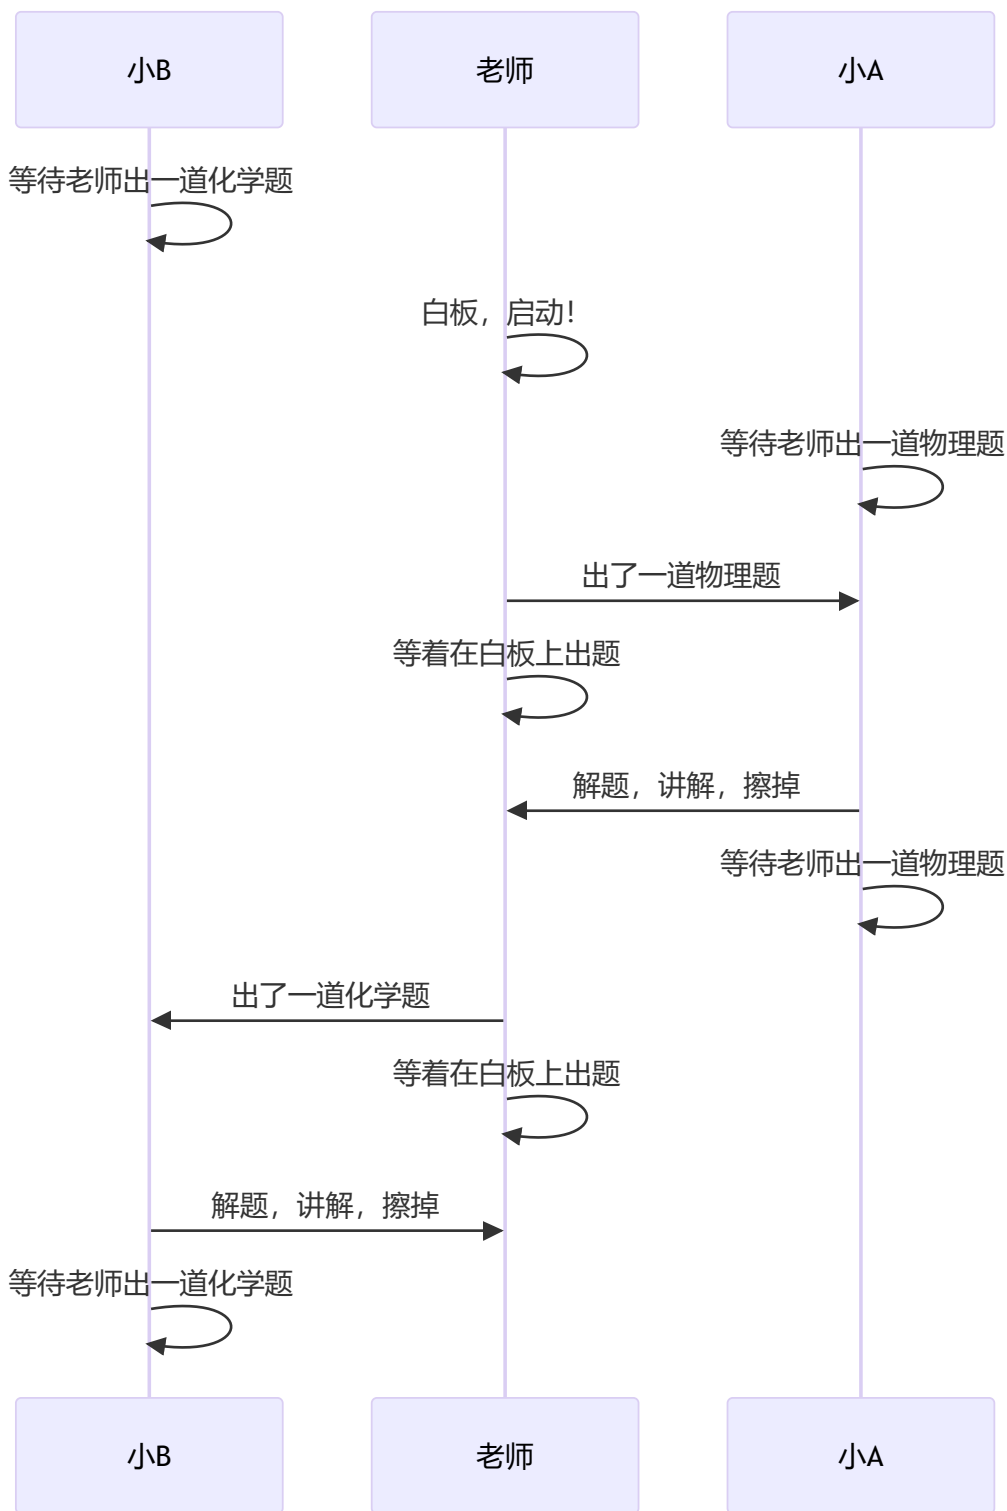 小B
老师
小A
等待老师出一道化学题
白板，启动！
等待老师出一道物理题
出了一道物理题
等着在白板上出题
解题，讲解，擦掉
等待老师出一道物理题
出了一道化学题
等着在白板上出题
解题，讲解，擦掉
等待老师出一道化学题
小B
老师
小A